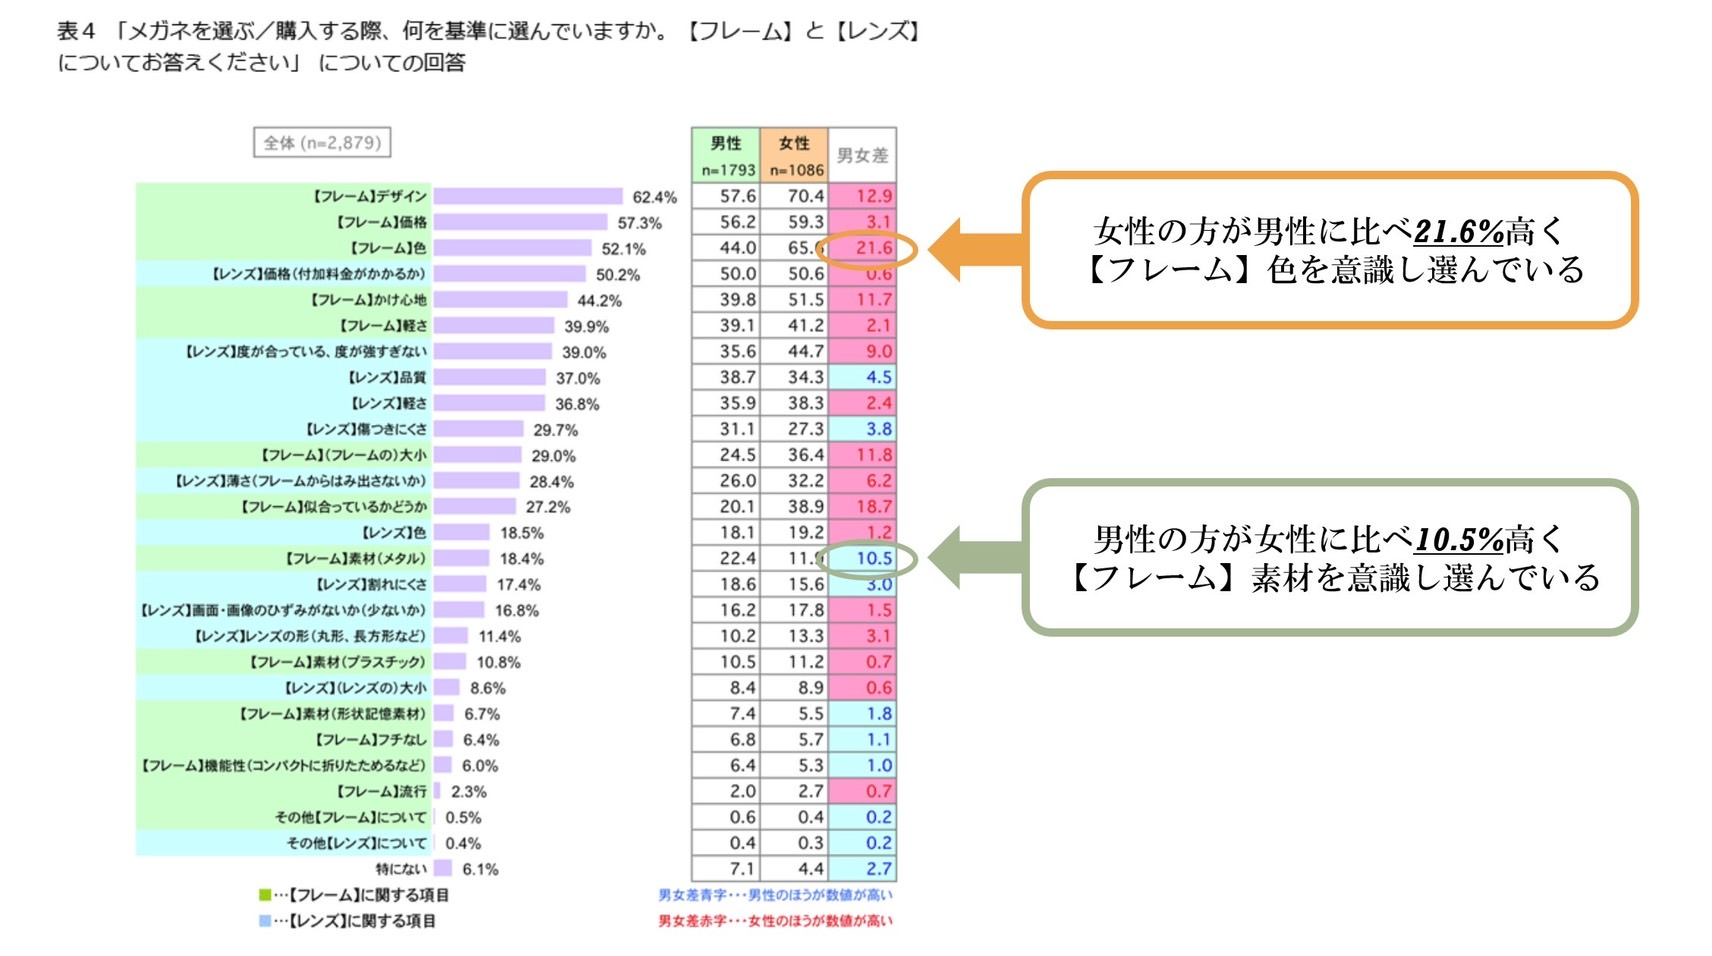 表４ 「メガネを選ぶ／購入する際、何を基準に選んでいますか。【フレーム】と【レンズ】
についてお答えください」 についての回答
全体 (n=2,879)
男性 女性 男女差
n=1793 n=1086
【フレーム】デザイン 62.4% 57.6 70.4 12.9
【フレーム】価格 57.3% 56.2 59.3 3.1
【フレーム】色 52.1% 44.0 65. 21.6
【レンズ】価格（付加料金がかかるか） 50.2% 50.0 50.6 0.6
【フレーム】かけ心地 44.2% 39.8 51.5 11.7
【フレーム】軽さ 39.9% 39.1 41.2 2.1
【レンズ】度が合っている、度が強すぎない 39.0% 35.6 44.7 9.0
【レンズ】品質 37.0% 38.7 34.3 4.5
【レンズ】軽さ 36.8% 35.9 38.3 2.4
【レンズ】傷つきにくさ 29.7% 31.1 27.3 3.8
【フレーム】（フレームの）大小 29.0% 24.5 36.4 11.8
【レンズ】薄さ（フレームからはみ出さないか） 28.4% 26.0 32.2 6.2
【フレーム】似合っているかどうか 27.2% 20.1 38.9 18.7
【レンズ】色 18.5% 18.1 19.2 1.2
【フレーム】素材（メタル） 18.4% 22.4 11.9 10.5
【レンズ】割れにくさ 17.4% 18.6 15.6 3.0
【レンズ】画面・画像のひずみがないか（少ないか） 16.8% 16.2 17.8 1.5
【レンズ】レンズの形（丸形、長方形など） 11.4% 10.2 13.3 3.1
【フレーム】素材（プラスチック） 10.8% 10.5 11.2 0.7
【レンズ】（レンズの）大小 8.6% 8.4 8.9 0.6
【フレーム】素材（形状記憶素材） 6.7% 7.4 5.5 1.8
【フレーム】フチなし 6.4% 6.8 5.7 1.1
【フレーム】機能性（コンパクトに折りたためるなど） 6.0% 6.4 5.3 1.0
【フレーム】流行 2.3% 2.0 2.7 0.7
その他【フレーム】について 0.5% 0.6 0.4 0.2
その他【レンズ】について 0.4% 0.4 0.3 0.2
特にない 6.1% 7.1 4.4 2.7
…【フレーム】に関する項目
…【レンズ】に関する項目
男女差青字･･･男性のほうが数値が高い
男女差赤字･･･女性のほうが数値が高い
女性の方が男性に比べ21.6%高く
【フレーム】色を意識し選んでいる
男性の方が女性に比べ10.5%高く
【フレーム】素材を意識し選んでいる